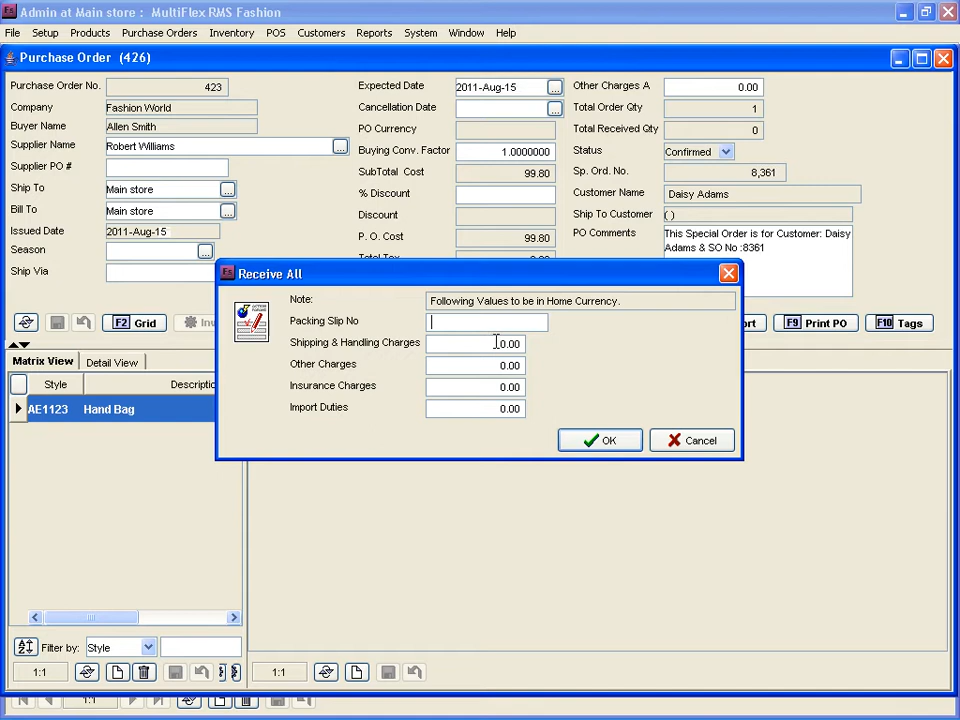 Admin at Main store : MultiFlex RMS Fashion
File Setup Products Purchase Orders Inventory POS Customers Reports System Window Help
Purchase Order (426)
Purchase Order No. 423 Expected Date 2011-Aug-15 ... Other Charges A 0.00
Company Fashion World Cancellation Date ... Total Order Qty 1
Buyer Name Allen Smith PO Currency Total Received Qty 0
Supplier Name Robert Williams ... Buying Conv. Factor 1.0000000 Status Confirmed
Supplier PO # SubTotal Cost 99.80 Sp. Ord. No. 8,361
Ship To Main store ... % Discount Customer Name Daisy Adams
Bill To Main store ... Discount Ship To Customer ( )
Issued Date 2011-Aug-15 P. O. Cost 99.80 PO Comments This Special Order is for Customer: Daisy
Adams & SO No :8361
Season ...
Ship Via
Receive All
Note: Following Values to be in Home Currency.
Packing Slip No
Shipping & Handling Charges 0.00
Other Charges 0.00
Insurance Charges 0.00
Import Duties 0.00
OK Cancel
F2 Grid F9 Print PO F10 Tags
Matrix View Detail View
Style
AE1123 Hand Bag
Filter by: Style
1:1 1:1
1:1